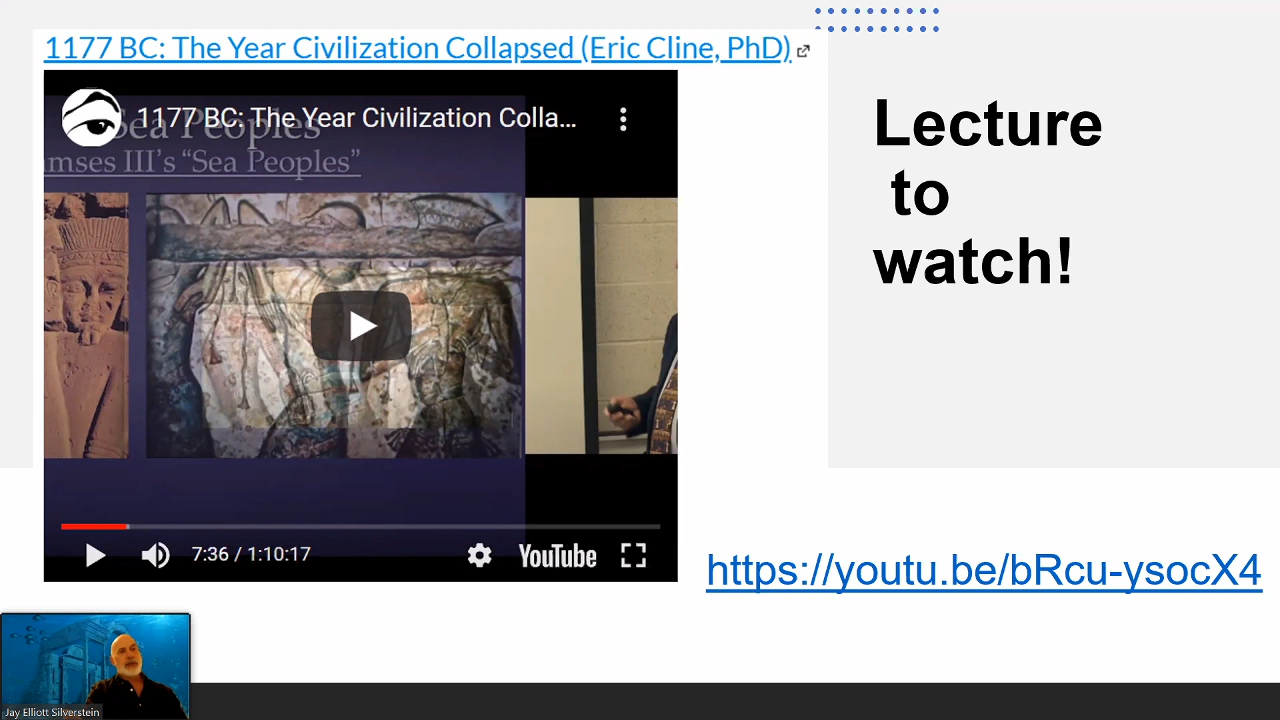 1177 BC: The Year Civilization Collapsed (Eric Cline, PhD)
1177 BC: The Year Civilization Colla...
Sea Peoples
amses III's “Sea Peoples”
7:36 / 1:10:17
YouTube
Lecture
to
watch!
https://youtu.be/bRcu-ysocX4
Jay Elliott Silverstein